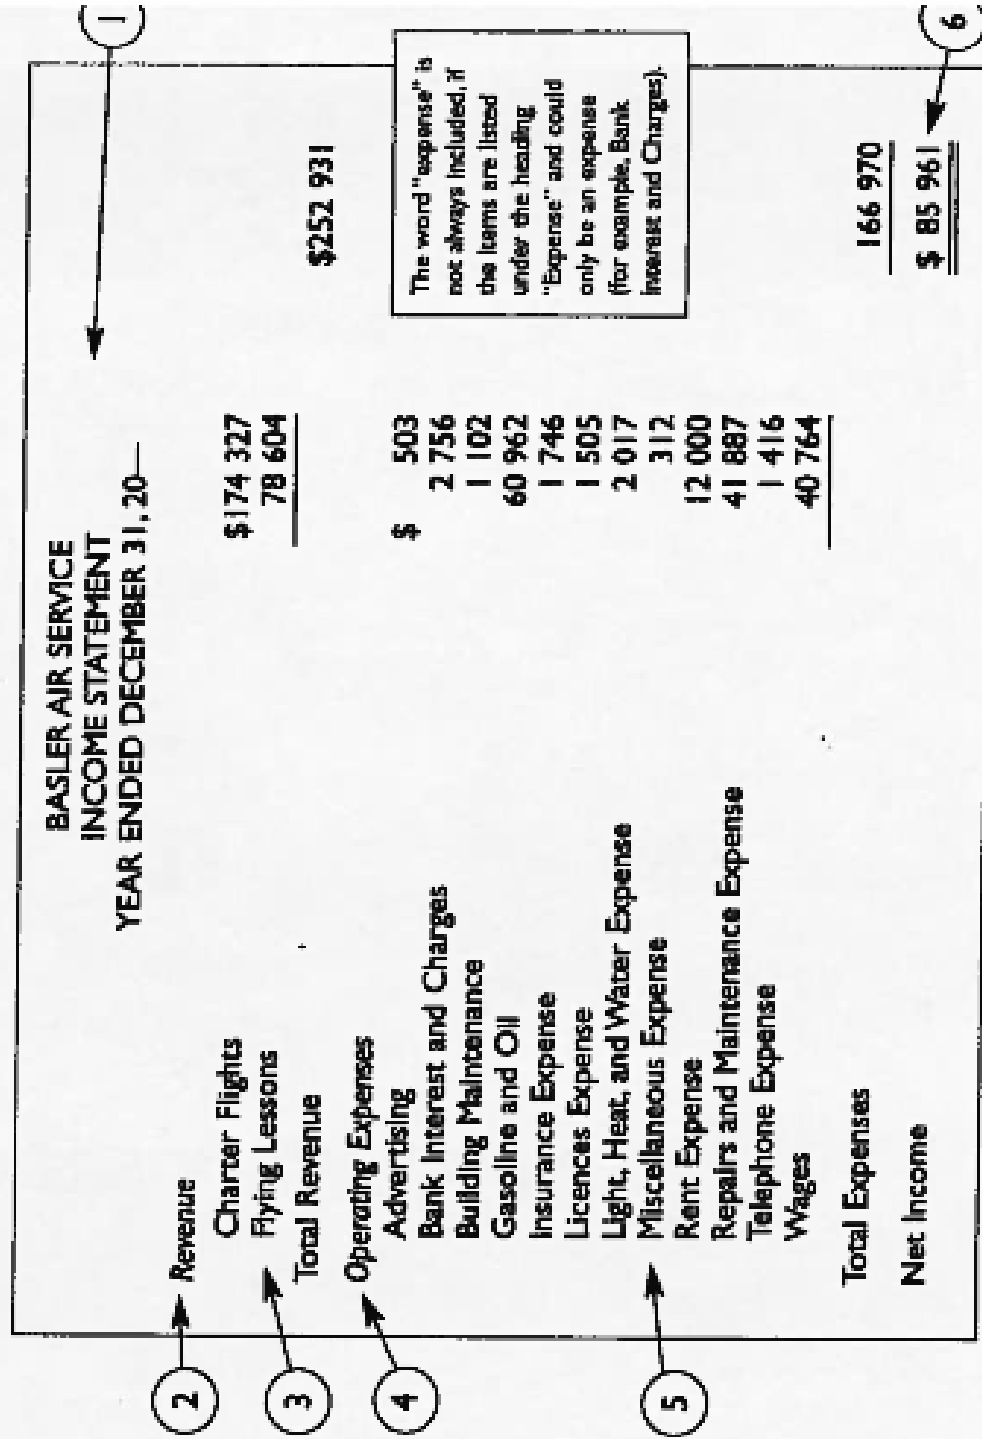 1
BASLER AIR SERVICE
INCOME STATEMENT
YEAR ENDED DECEMBER 31, 20—
2 Revenue
Charter Flights $174 327
3 Flying Lessons 78 604
Total Revenue $252 931
4 Operating Expenses
Advertising $ 503
Bank Interest and Charges 2 756
Building Maintenance 1 102
Gasoline and Oil 60 962
Insurance Expense 1 746
Licences Expense 1 505
Light, Heat, and Water Expense 2 017
5 Miscellaneous Expense 312
Rent Expense 12 000
Repairs and Maintenance Expense 41 887
Telephone Expense 1 416
Wages 40 764
The word "expense" is
not always included, if
the items are listed
under the heading
"Expense" and could
only be an expense
(for example, Bank
Interest and Charges).
Total Expenses 166 970
Net Income $ 85 961
6